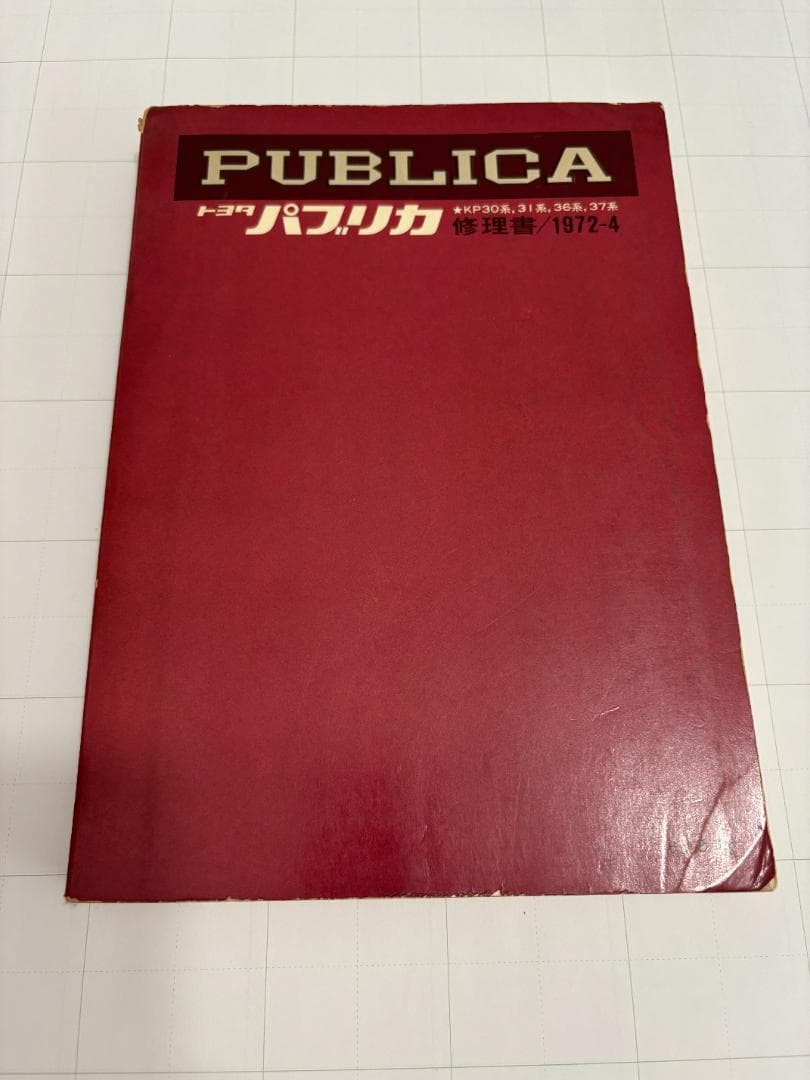 PUBLICA
トヨタ パブリカ ★KP30系, 31系, 36系, 37系
修理書/1972-4